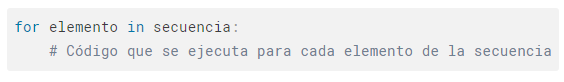 for elemento in secuencia:
    # Código que se ejecuta para cada elemento de la secuencia